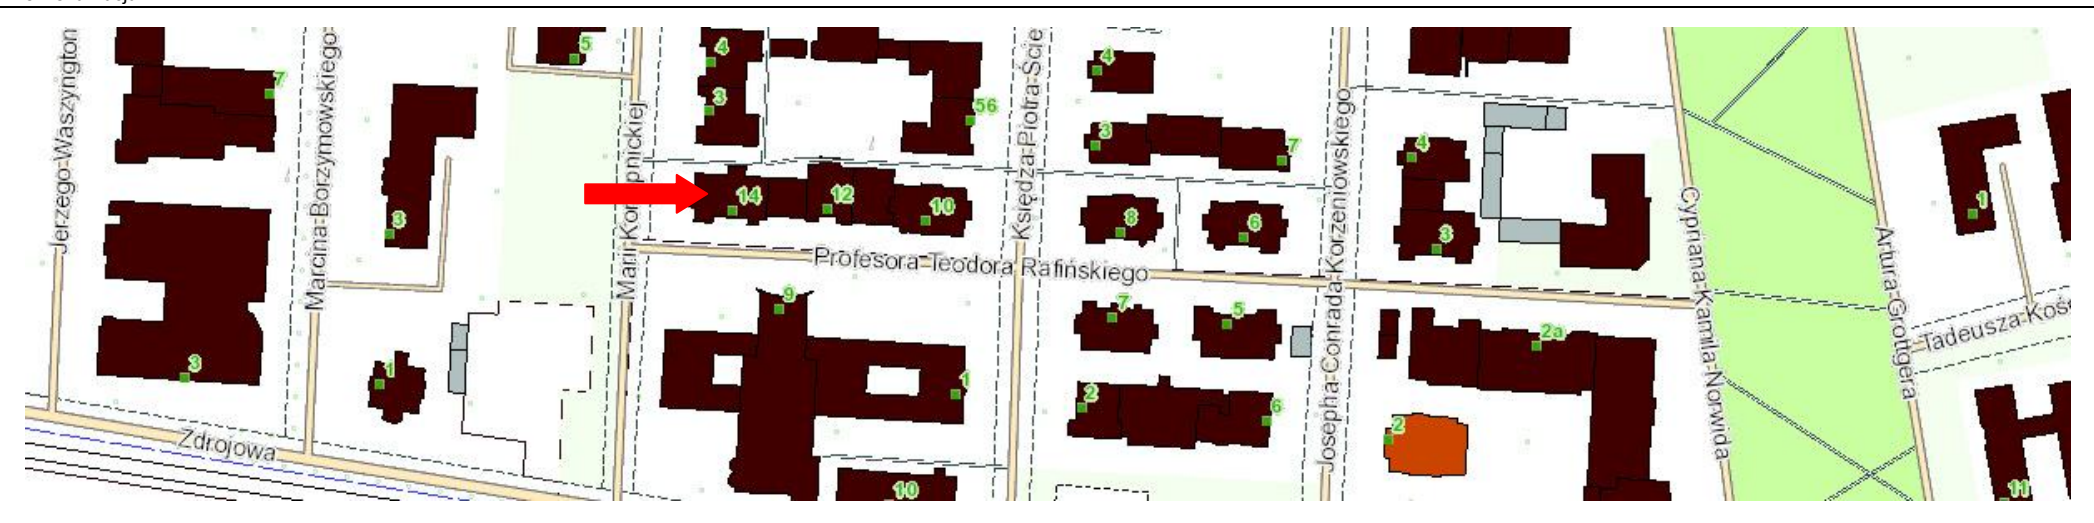 Jerzego Waszyngton
7
3
Marcina Borzymowskiego
3
1
5
Marii Konopnickiej
4
3
56
14
12
10
Profesora Teodora Rafińskiego
9
1
10
Księdza Piotra Ście
4
3
7
8
6
7
5
2
6
Josepha Conrada Korzeniowskiego
4
3
2a
2
Cypriana Kamila Norwida
Artura Grottgera
Tadeusza Koś
1
11
Zdrojowa